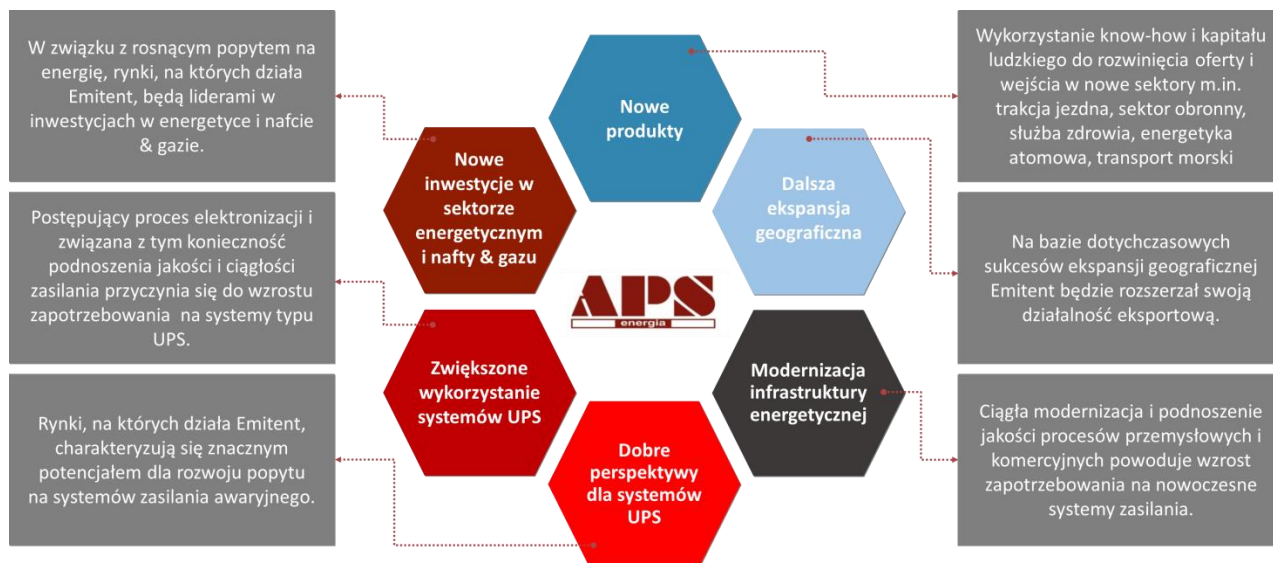 W związku z rosnącym popytem na
energię, rynki, na których działa
Emitent, będą liderami w
inwestycjach w energetyce i nafcie
& gazie.
Postępujący proces elektronizacji i
związana z tym konieczność
podnoszenia jakości i ciągłości
zasilania przyczynia się do wzrostu
zapotrzebowania na systemy typu
UPS.
Rynki, na których działa Emitent,
charakteryzują się znacznym
potencjałem dla rozwoju popytu
na systemów zasilania awaryjnego.
Nowe
produkty
Nowe
inwestycje w
sektorze
energetycznym
i nafty & gazu
Dalsza
ekspansja
geograficzna
APS
energia
Zwiększone
wykorzystanie
systemów UPS
Modernizacja
infrastruktury
energetycznej
Dobre
perspektywy
dla systemów
UPS
Wykorzystanie know-how i kapitału
ludzkiego do rozwinięcia oferty i
wejścia w nowe sektory m.in.
trakcja jezdna, sektor obronny,
służba zdrowia, energetyka
atomowa, transport morski
Na bazie dotychczasowych
sukcesów ekspansji geograficznej
Emitent będzie rozszerzał swoją
działalność eksportową.
Ciągła modernizacja i podnoszenie
jakości procesów przemysłowych i
komercyjnych powoduje wzrost
zapotrzebowania na nowoczesne
systemy zasilania.